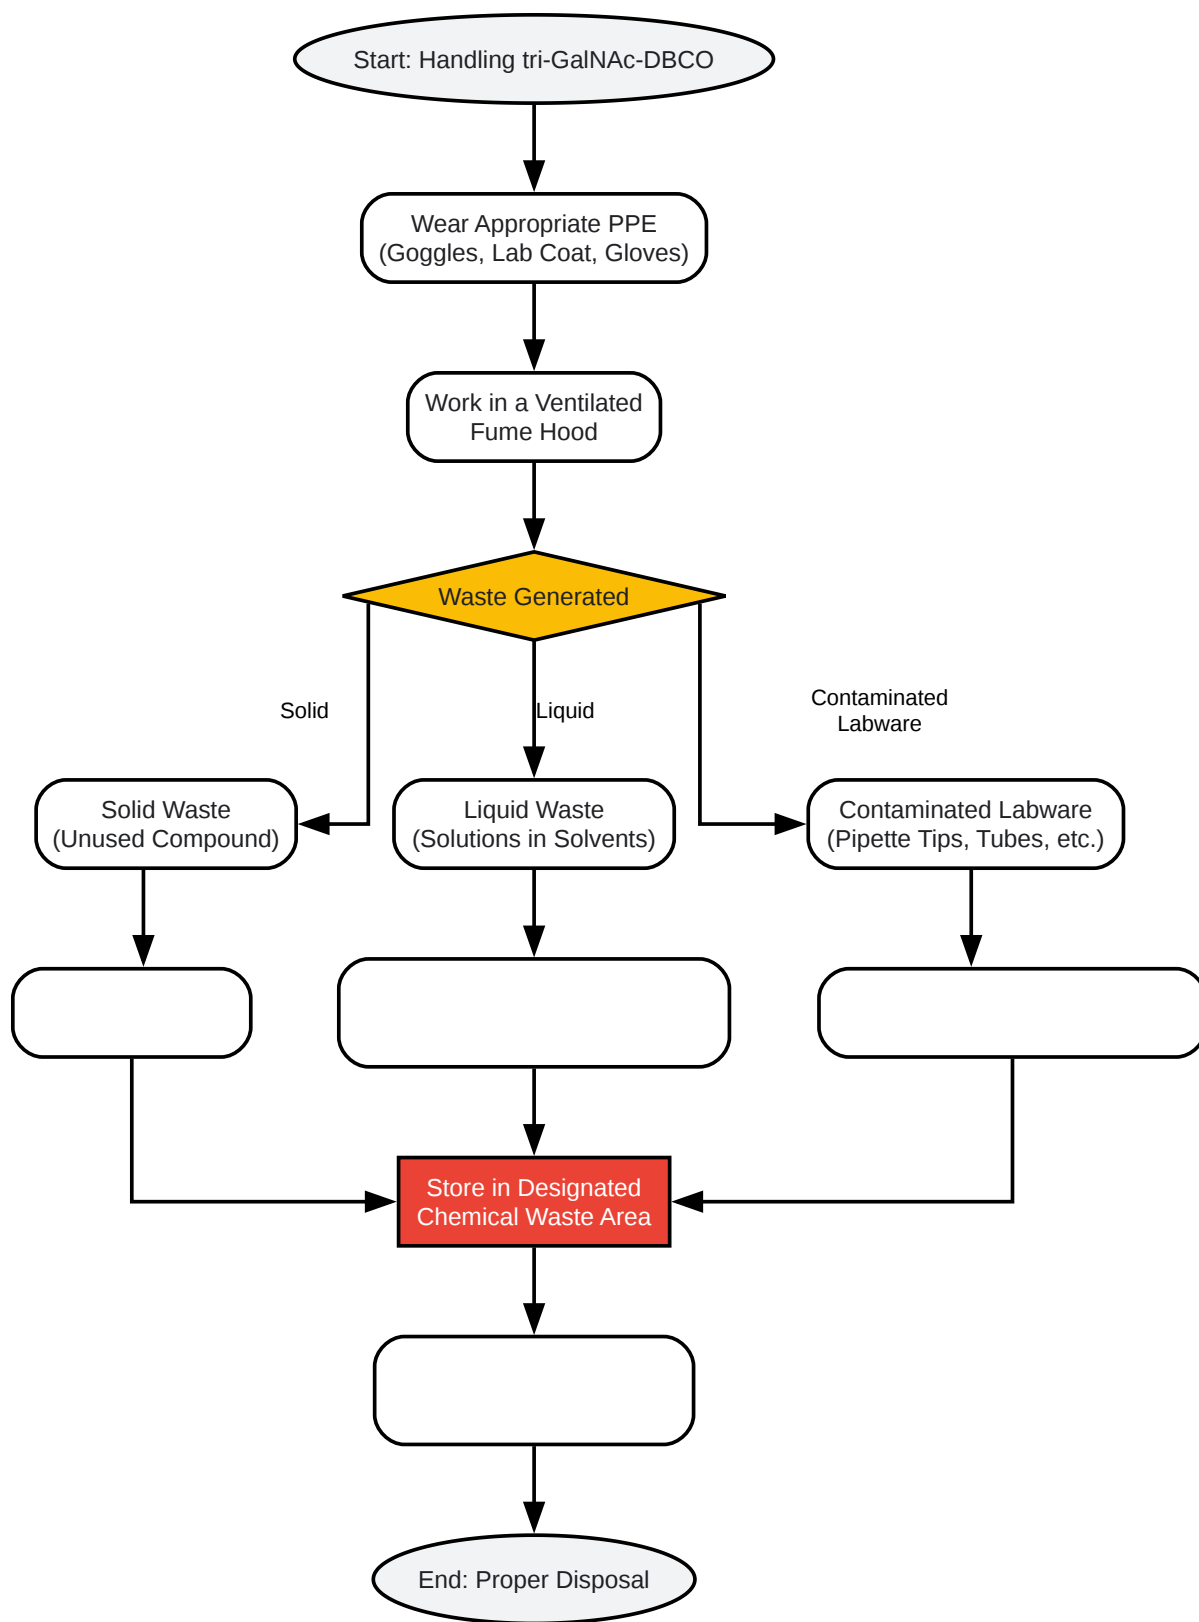 Start: Handling tri-GalNAc-DBCO
Wear Appropriate PPE
(Goggles, Lab Coat, Gloves)
Work in a Ventilated
Fume Hood
Waste Generated
Solid
Liquid
Contaminated
Labware
Solid Waste
(Unused Compound)
Liquid Waste
(Solutions in Solvents)
Contaminated Labware
(Pipette Tips, Tubes, etc.)
Store in Designated
Chemical Waste Area
End: Proper Disposal